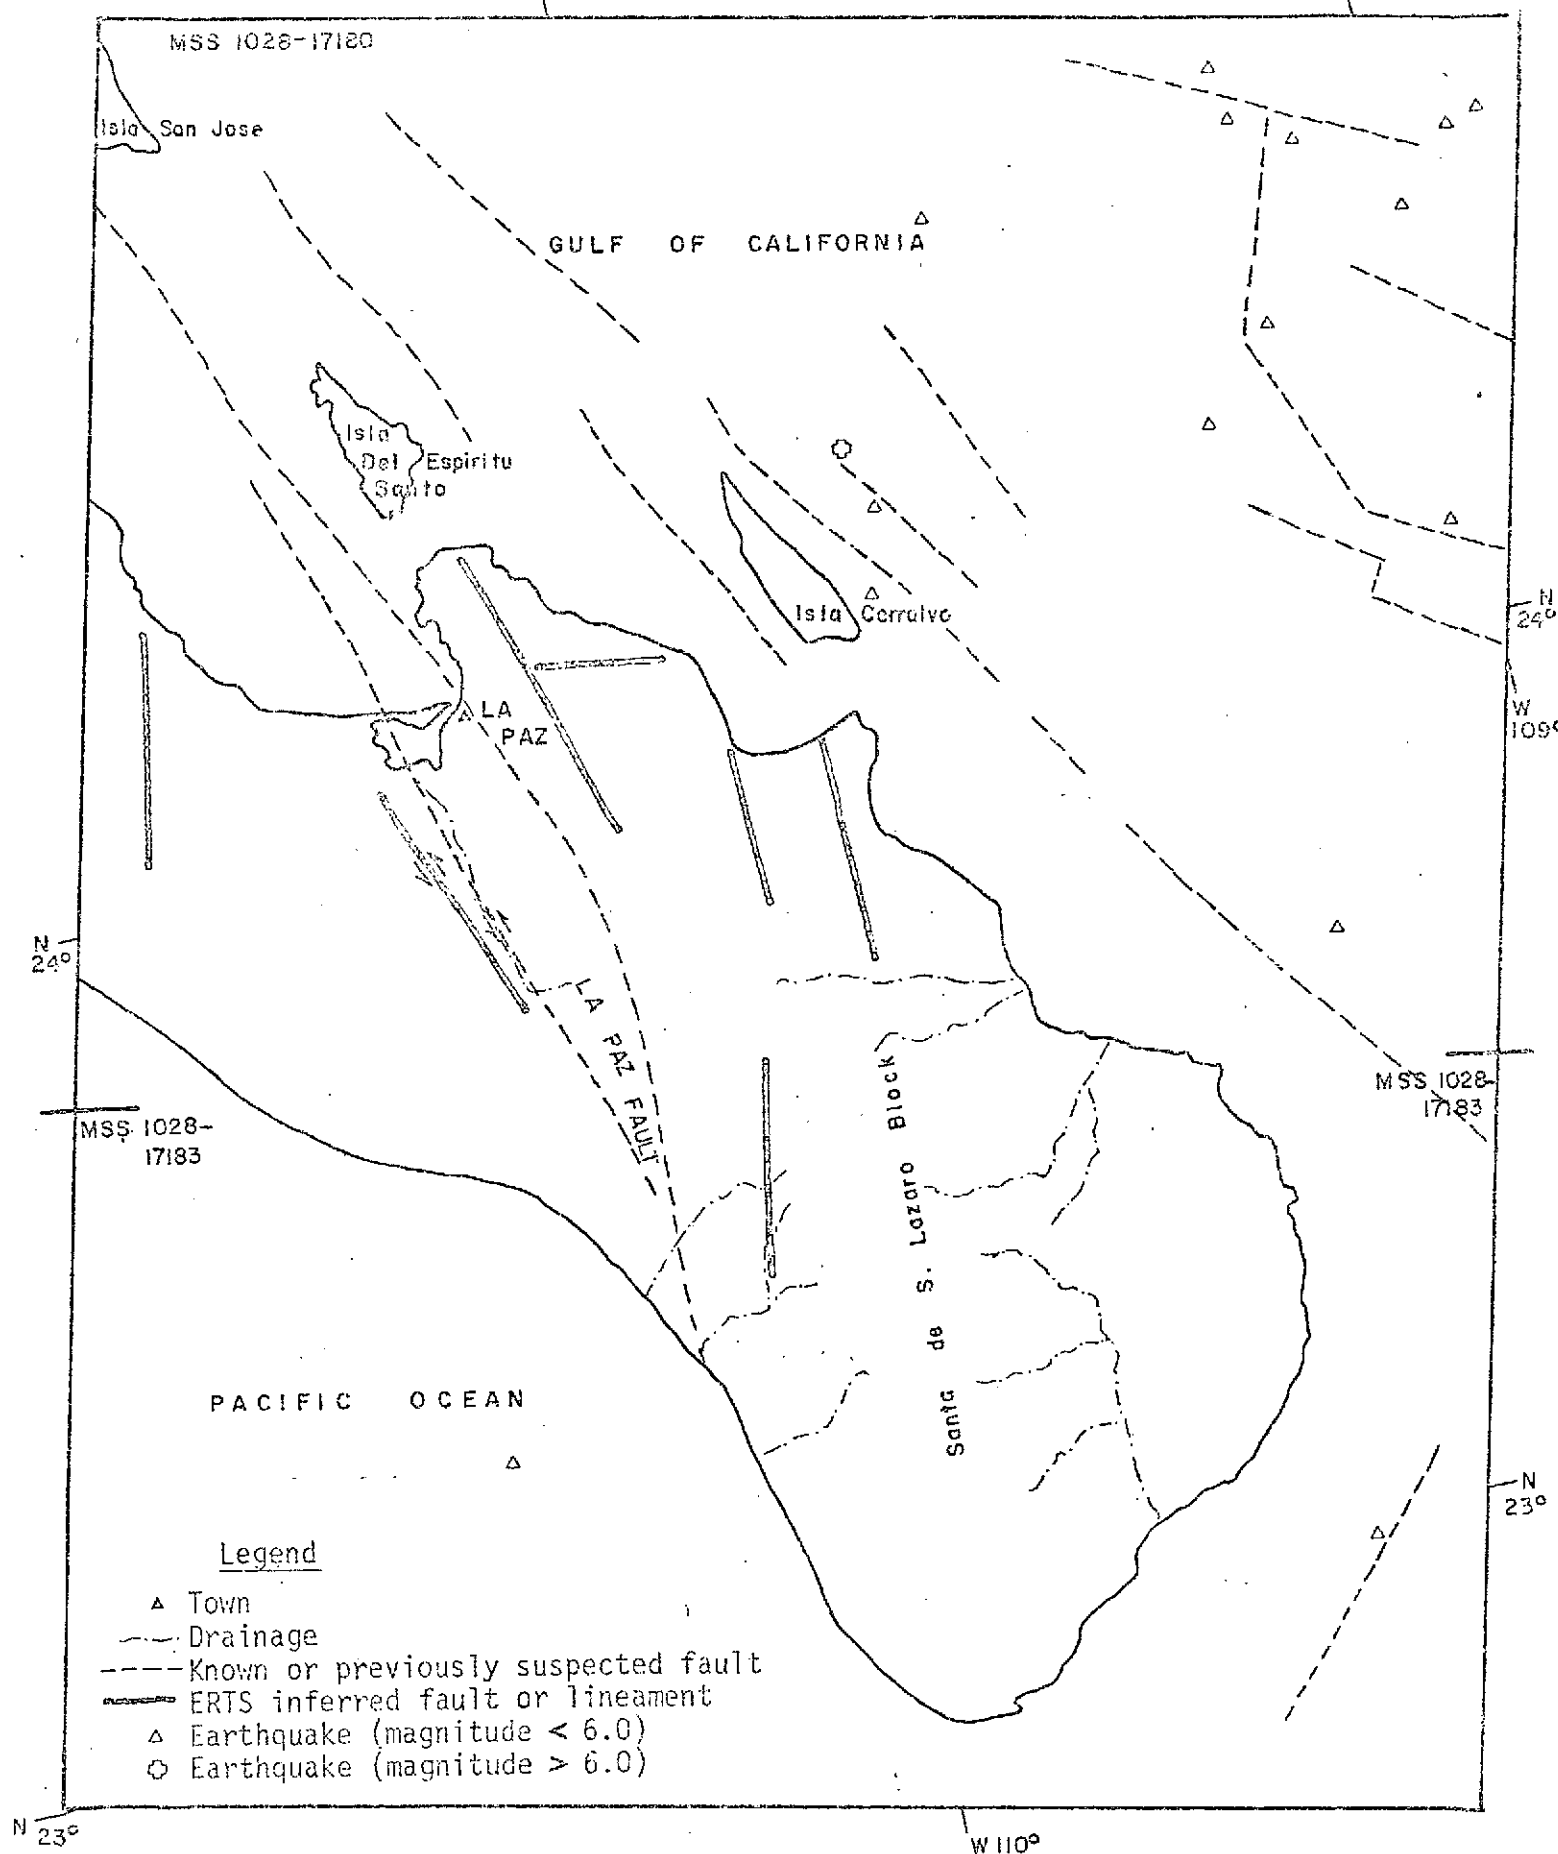 MSS 1028-17180
Isla San Jose
GULF OF CALIFORNIA
Isla
Del Espiritu
Santo
Isla Cerralvo
N
24°
W
109°
LA
PAZ
N
24°
LA PAZ FAULT
MSS 1028-
17183
MSS 1028-
17183
Santa de S. Lazaro Block
PACIFIC OCEAN
N
23°
Legend
Town
Drainage
Known or previously suspected fault
ERTS inferred fault or lineament
Earthquake (magnitude < 6.0)
Earthquake (magnitude > 6.0)
N 23°
W 110°